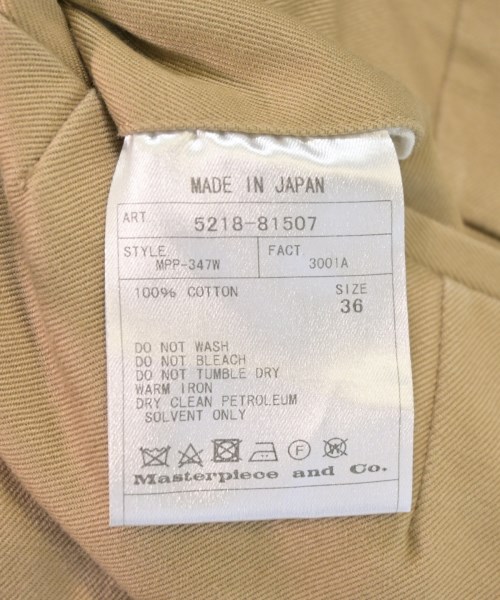 MADE IN JAPAN
ART 5218-81507
STYLE FACT
MPP-347W 3001A
100% COTTON SIZE
36
DO NOT WASH
DO NOT BLEACH
DO NOT TUMBLE DRY
WARM IRON
DRY CLEAN PETROLEUM
SOLVENT ONLY
F W
Masterpiece and Co.